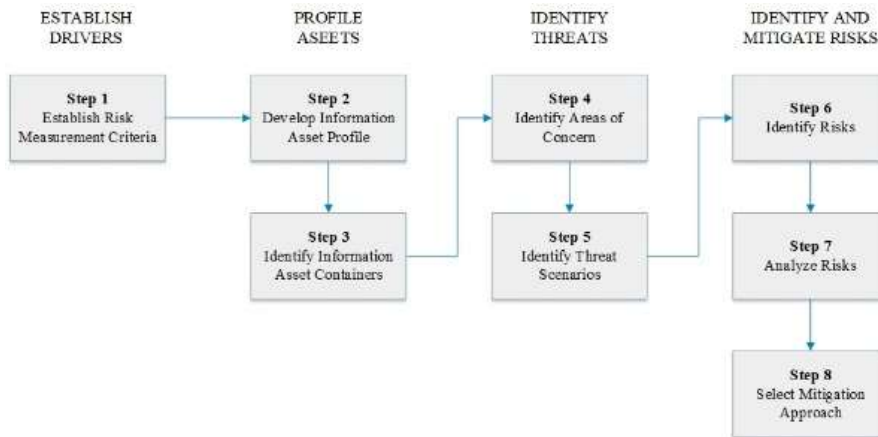 ESTABLISH
DRIVERS
PROFILE
ASEETS
IDENTIFY
THREATS
IDENTIFY AND
MITIGATE RISKS
Step 1
Establish Risk
Measurement Criteria
Step 2
Develop Information
Asset Profile
Step 3
Identify Information
Asset Containers
Step 4
Identify Areas of
Concern
Step 5
Identify Threat
Scenarios
Step 6
Identify Risks
Step 7
Analyze Risks
Step 8
Select Mitigation
Approach